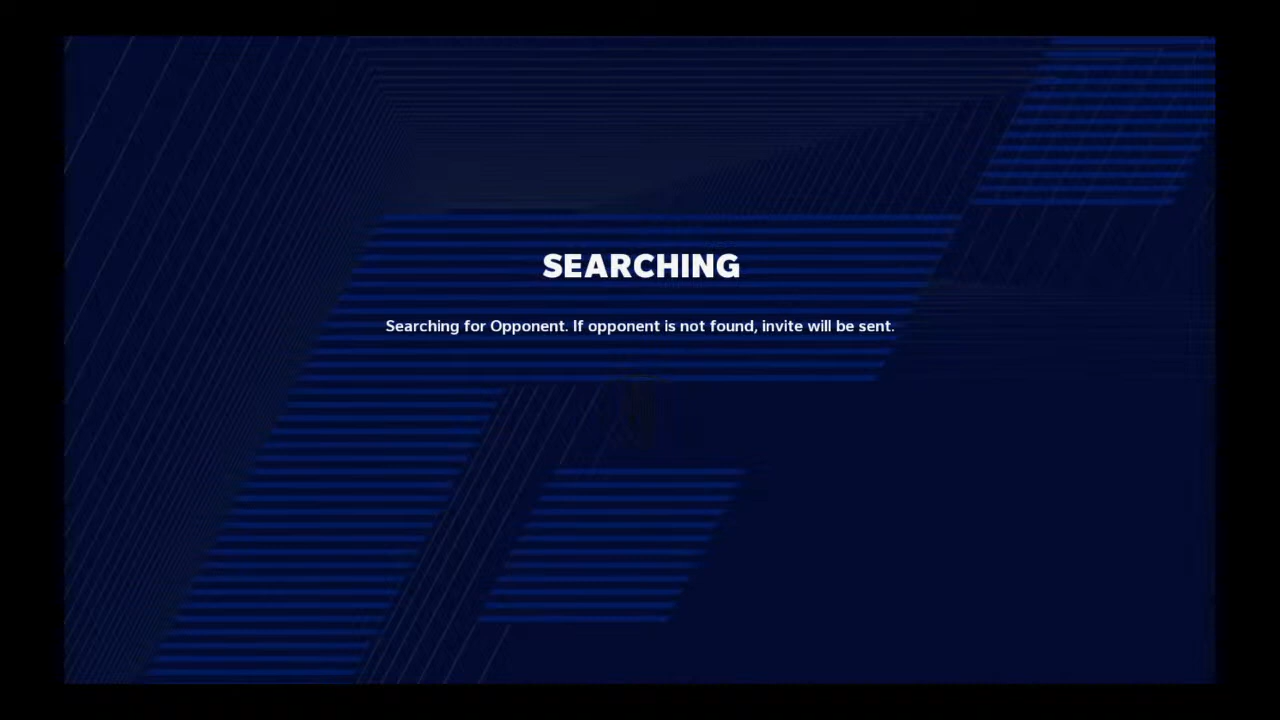 SEARCHING
Searching for Opponent. If opponent is not found, invite will be sent.